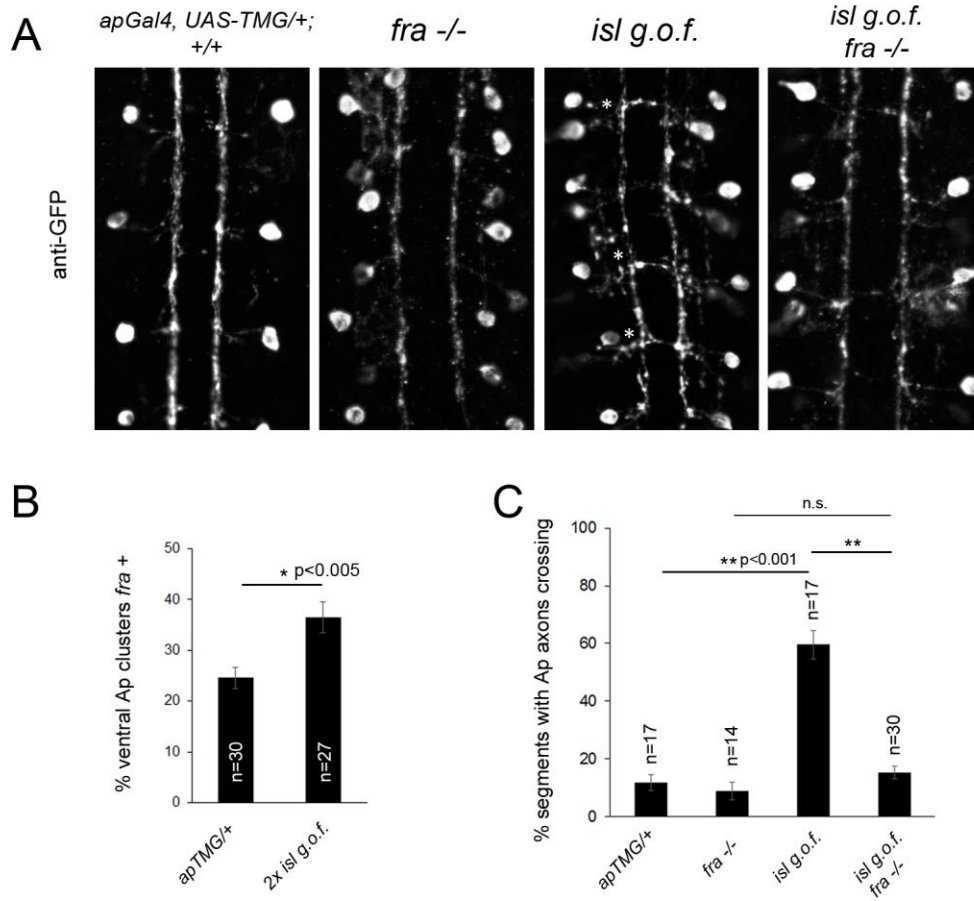 A
apGal4, UAS-TMG/+;
+/+
fra -/-
isl g.o.f.
isl g.o.f.
fra -/-
anti-GFP
*
*
*
B
% ventral Ap clusters fra +
50
40
30
20
10
0
* p<0.005
n=30
n=27
apTMG/+
2x isl g.o.f.
C
% segments with Ap axons crossing
100
80
60
40
20
0
n.s.
** p<0.001
**
n=17
n=14
n=17
n=30
apTMG/+
fra -/-
isl g.o.f.
isl g.o.f.
fra -/-